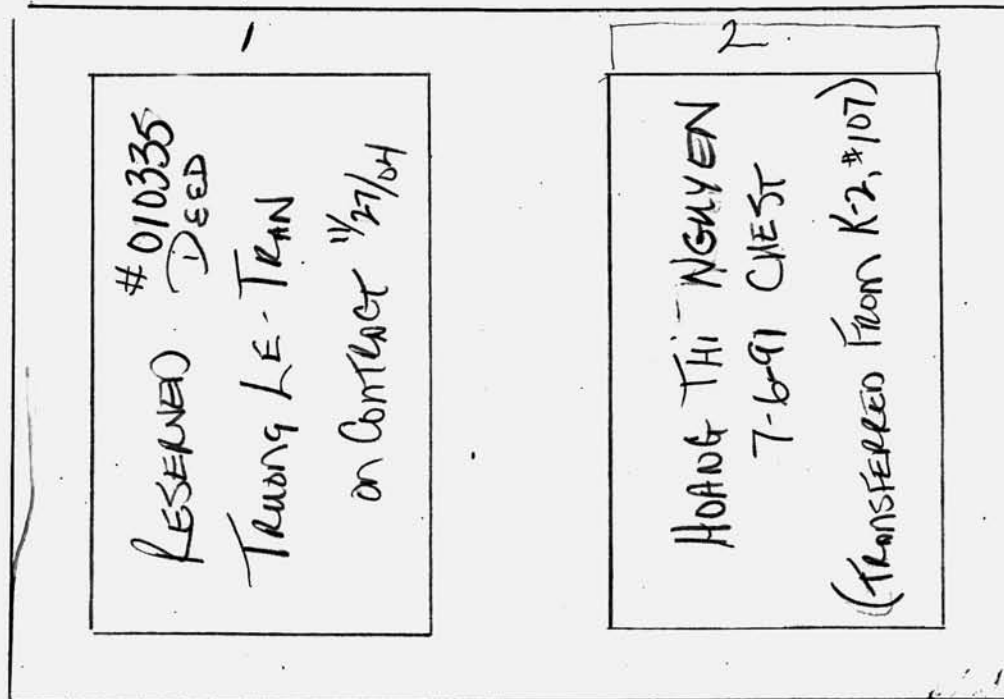 1
RESERVED #010335
DEED
TRUONG LE-TRAN
on CONTRACT 11/27/04
2
HOANG THI NGUYEN
7-6-91 CHEST
(TRANSFERRED FROM K-2, #107)